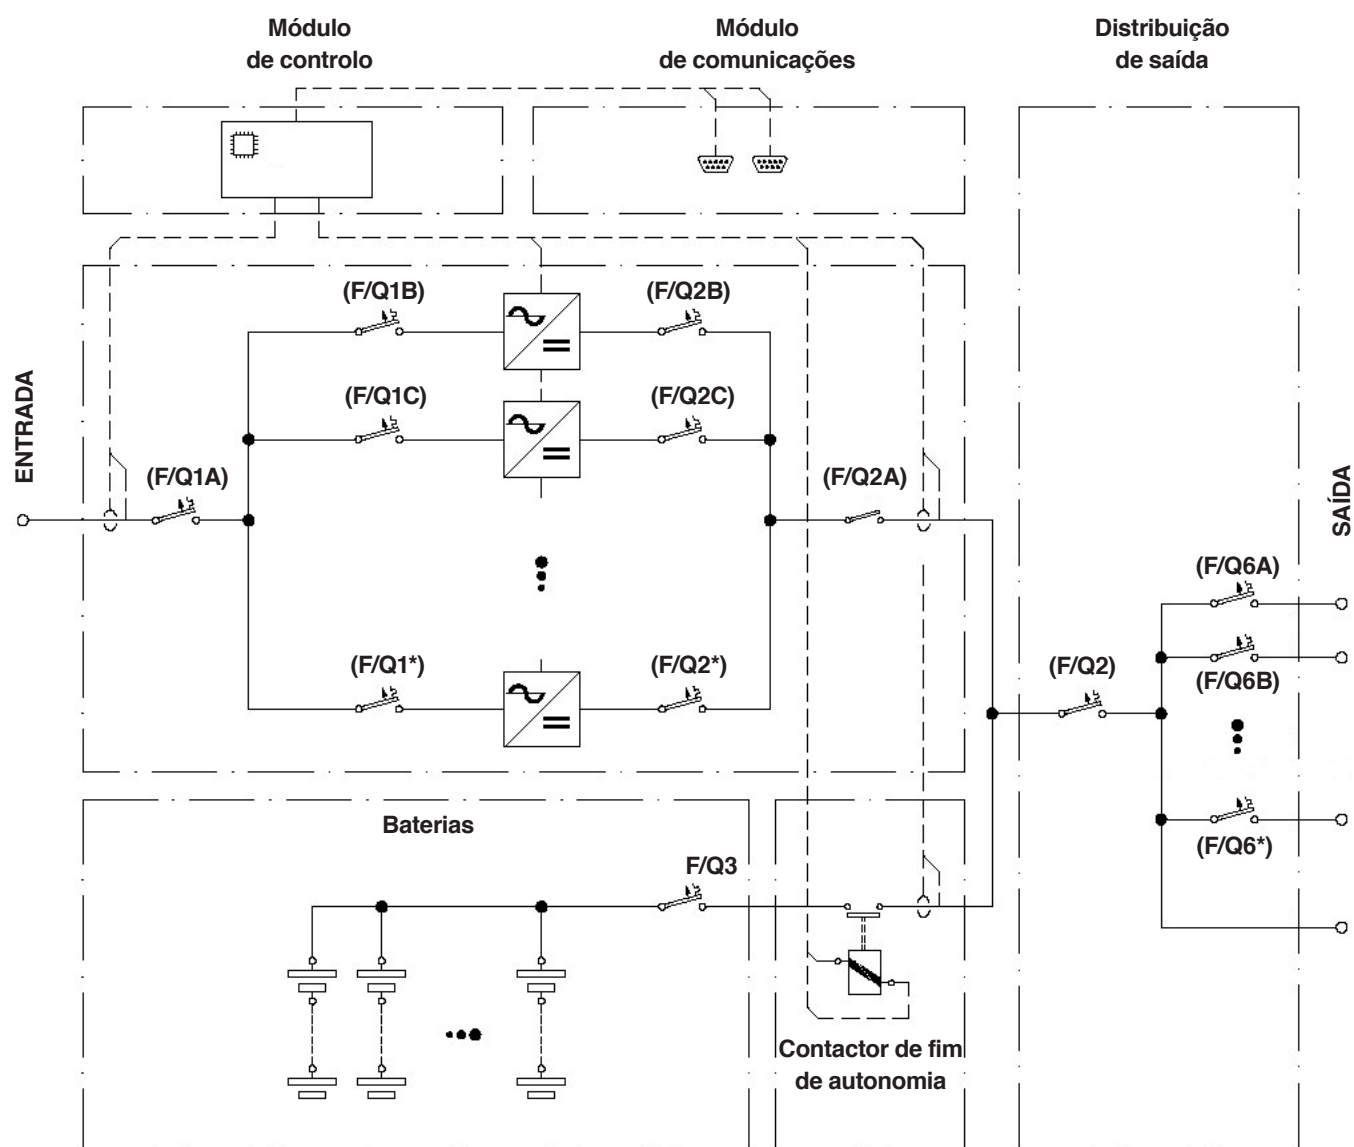 Módulo
de controlo
Módulo
de comunicações
Distribuição
de saída
(F/Q1B)
(F/Q2B)
ENTRADA
(F/Q1C)
(F/Q2C)
(F/Q1A)
(F/Q2A)
SAÍDA
(F/Q6A)
(F/Q1*)
(F/Q2*)
(F/Q2)
(F/Q6B)
Baterias
(F/Q6*)
F/Q3
Contactor de fim
de autonomia